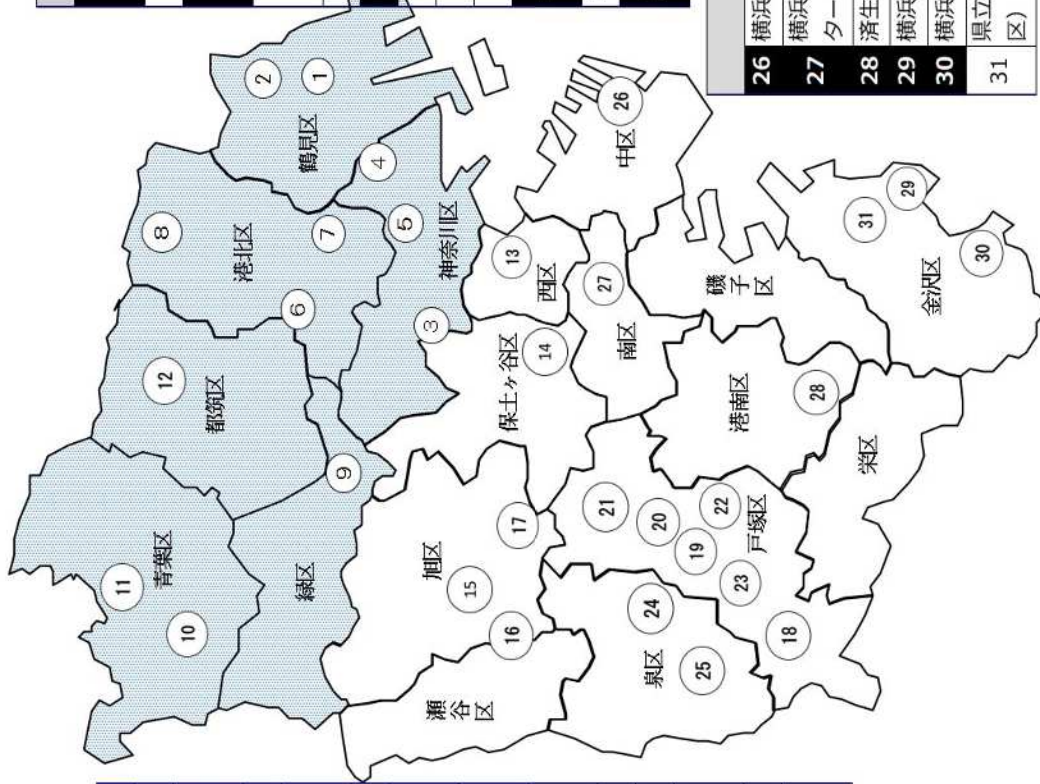 2
1
鶴見区
8
港北区
7
4
5
神奈川区
6
3
12
都筑区
9
11
青葉区
10
緑区
26
中区
13
西区
27
南区
14
保土ヶ谷区
磯子区
31
29
金沢区
30
28
港南区
栄区
17
旭区
15
16
瀬谷区
21
20
22
19
戸塚区
23
18
24
25
泉区
26 横浜
27 横浜
ター
28 済生
29 横浜
30 横浜
31 県立
区)